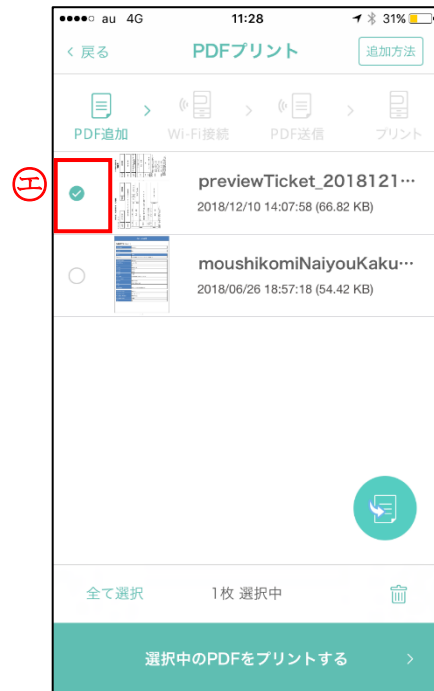 au 4G 11:28 31%
戻る PDFプリント 追加方法
PDF追加 Wi-Fi接続 PDF送信 プリント
エ
previewTicket_2018121…
2018/12/10 14:07:58 (66.82 KB)
moushikomiNaiyouKaku…
2018/06/26 18:57:18 (54.42 KB)
全て選択 1枚 選択中
選択中のPDFをプリントする